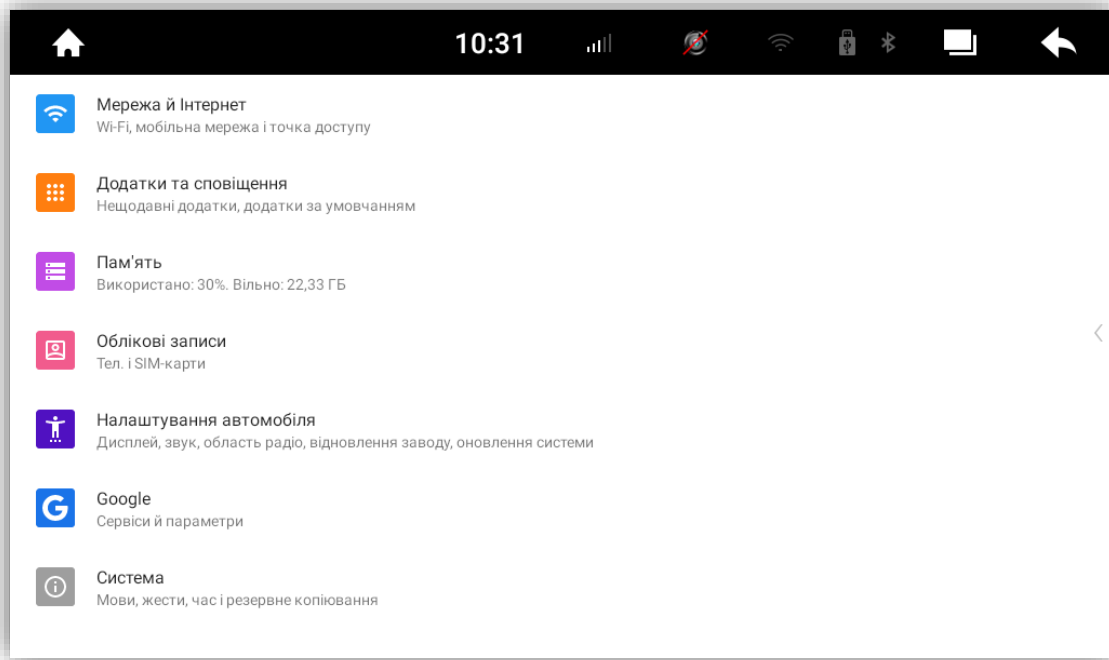 10:31
Мережа й Інтернет
Wi-Fi, мобільна мережа і точка доступу
Додатки та сповіщення
Нещодавні додатки, додатки за умовчанням
Пам'ять
Використано: 30%. Вільно: 22,33 ГБ
Облікові записи
Тел. і SIM-карти
Налаштування автомобіля
Дисплей, звук, область радіо, відновлення заводу, оновлення системи
Google
Сервіси й параметри
Система
Мови, жести, час і резервне копіювання